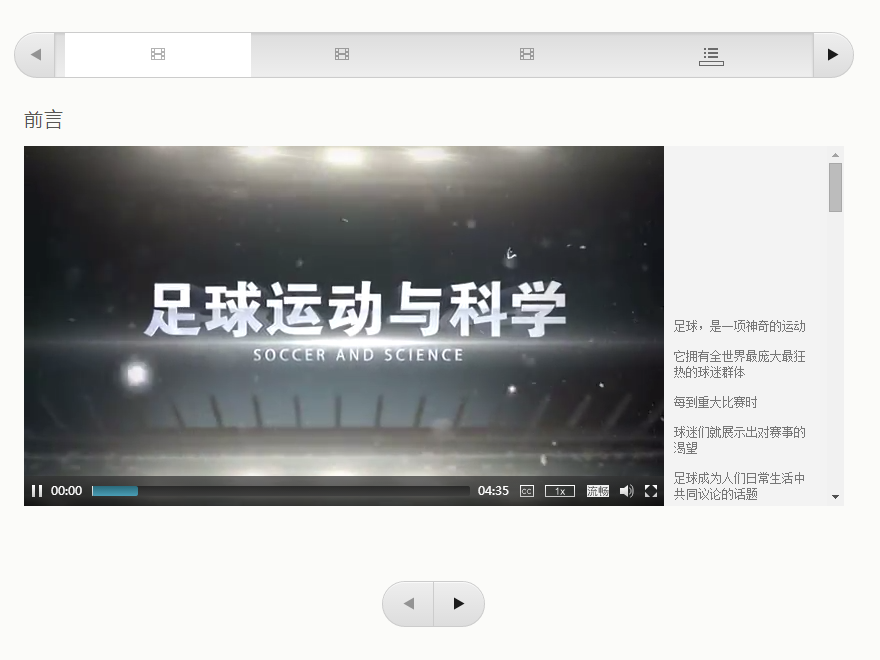 前言
足球运动与科学
SOCCER AND SCIENCE
足球，是一项神奇的运动
它拥有全世界最庞大最狂
热的球迷群体
每到重大比赛时
球迷们就展示出对赛事的
渴望
足球成为人们日常生活中
共同议论的话题
00:00
04:35
cc
1x
流畅